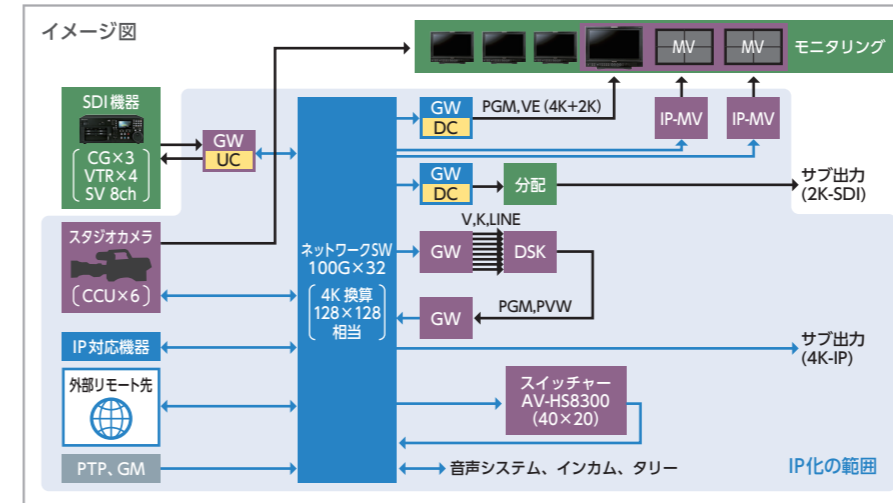 イメージ図
MV
MV
モニタリング
SDI機器
CG×3
VTR×4
SV 8ch
GW
UC
GW
DC
PGM,VE (4K+2K)
IP-MV
IP-MV
GW
DC
分配
サブ出力
(2K-SDI)
スタジオカメラ
(CCU×6)
ネットワークSW
100G×32
4K 換算
128×128
相当
V,K,LINE
GW
DSK
GW
PGM,PVW
IP対応機器
サブ出力
(4K-IP)
外部リモート先
スイッチャー
AV-HS8300
(40×20)
PTP、GM
音声システム、インカム、タリー
IP化の範囲